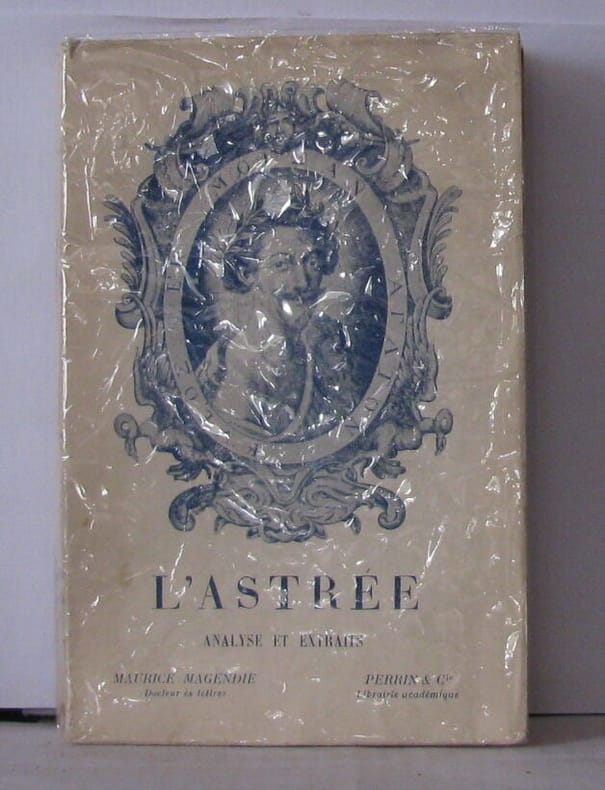 L'ASTRÉE
ANALYSE ET EXTRAITS
MAURICE MAGENDIE
Docteur ès lettres
PERRIN & Cie
Librairie académique